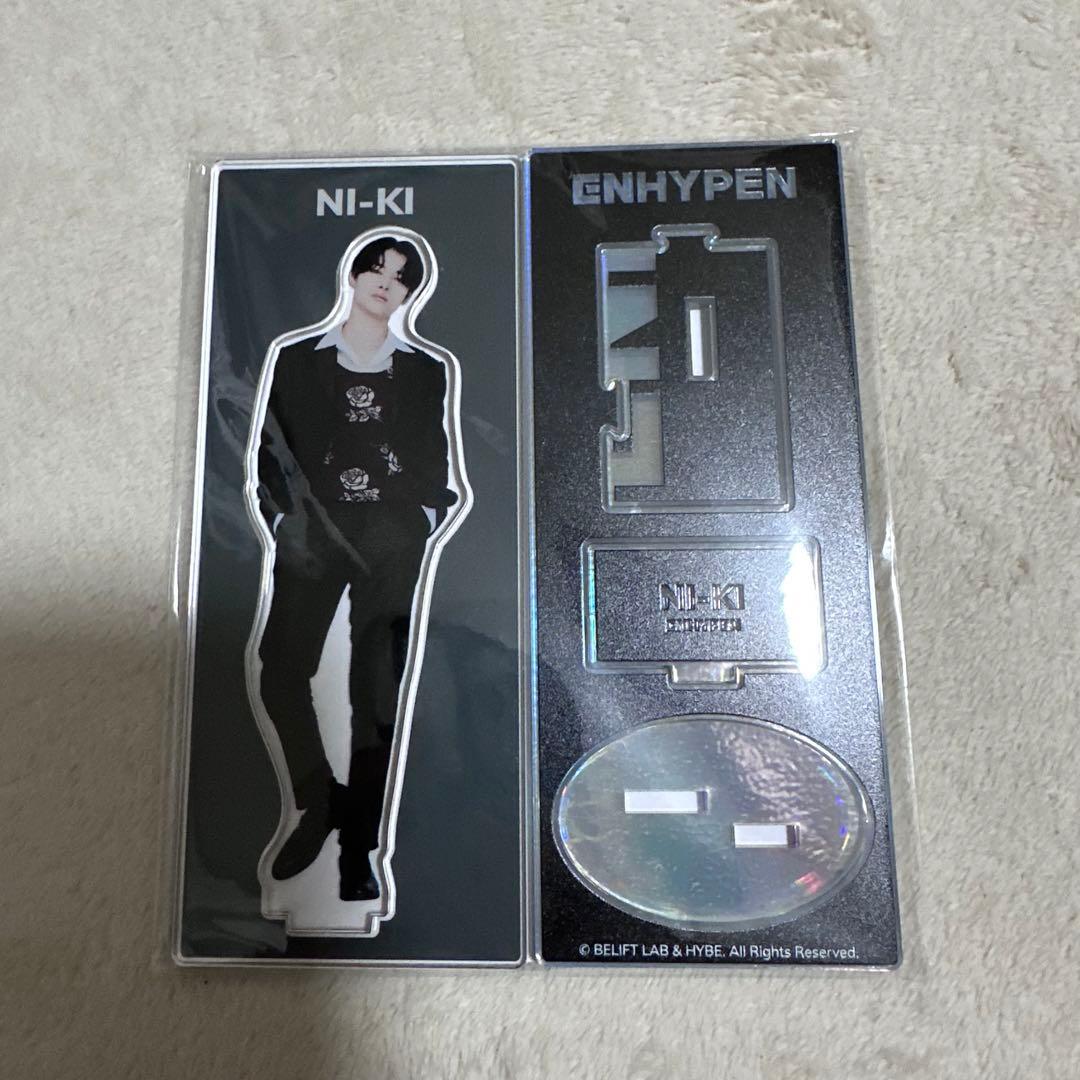 NI-KI
ENHYPEN
NI-KI
ENHYPEN
© BELIFT LAB & HYBE. All Rights Reserved.